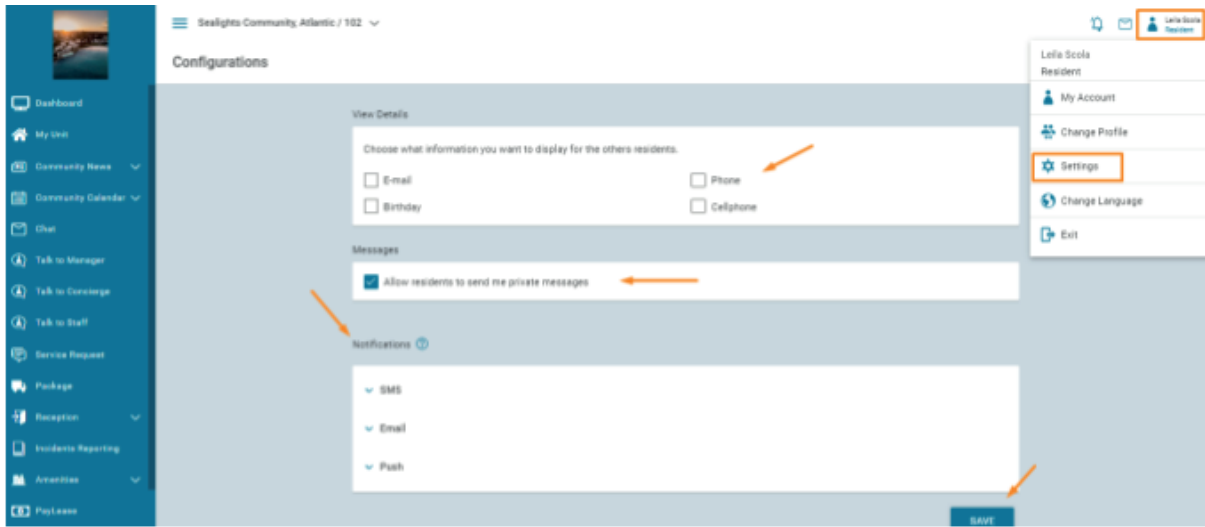 Sealights Community, Atlantic / 102
Leila Scola
Resident
Configurations
Leila Scola
Resident
My Account
Change Profile
Settings
Change Language
Exit
Dashboard
My Unit
Community News
Community Calendar
Chat
Talk to Manager
Talk to Concierge
Talk to Staff
Service Request
Package
Reception
Incidents Reporting
Amenities
PayLease
View Details
Choose what information you want to display for the others residents.
E-mail
Phone
Birthday
Cellphone
Messages
Allow residents to send me private messages
Notifications ?
SMS
Email
Push
SAVE